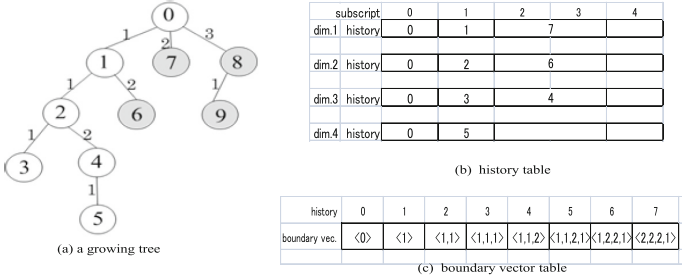 0
1 2 3
1 7 8
1 2 1
2 6 9
1 2
3 4
1
5
(a) a growing tree
subscript 0 1 2 3 4
dim.1 history 0 1 7
dim.2 history 0 2 6
dim.3 history 0 3 4
dim.4 history 0 5
(b) history table
history 0 1 2 3 4 5 6 7
boundary vec. <0> <1> <1,1> <1,1,1> <1,1,2> <1,1,2,1> <1,2,2,1> <2,2,2,1>
(c) boundary vector table